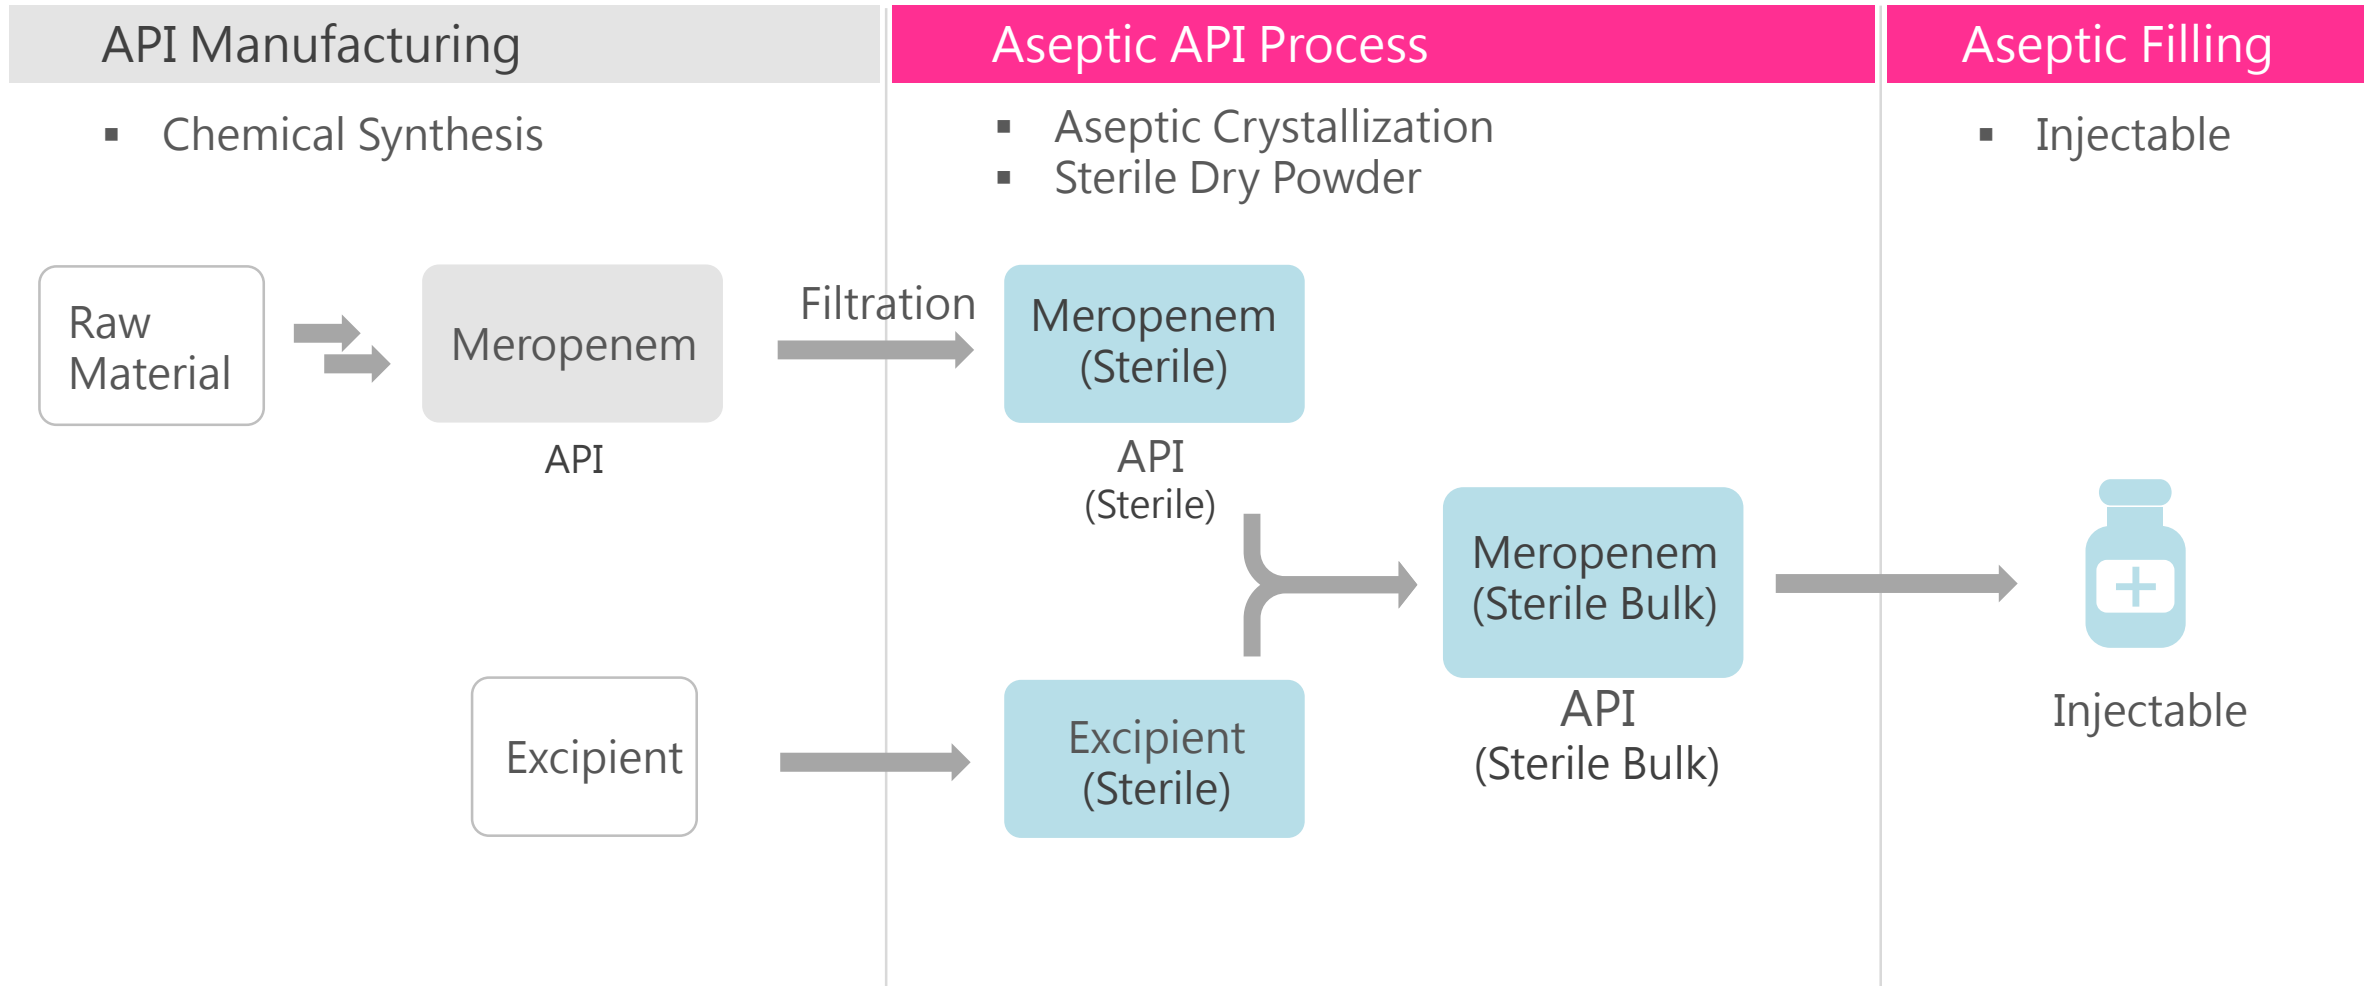 API Manufacturing
Aseptic API Process
Aseptic Filling
▪ Chemical Synthesis
▪ Aseptic Crystallization
▪ Sterile Dry Powder
▪ Injectable
Raw
Material
Meropenem
API
Filtration
Meropenem
(Sterile)
API
(Sterile)
Excipient
Excipient
(Sterile)
Meropenem
(Sterile Bulk)
API
(Sterile Bulk)
Injectable